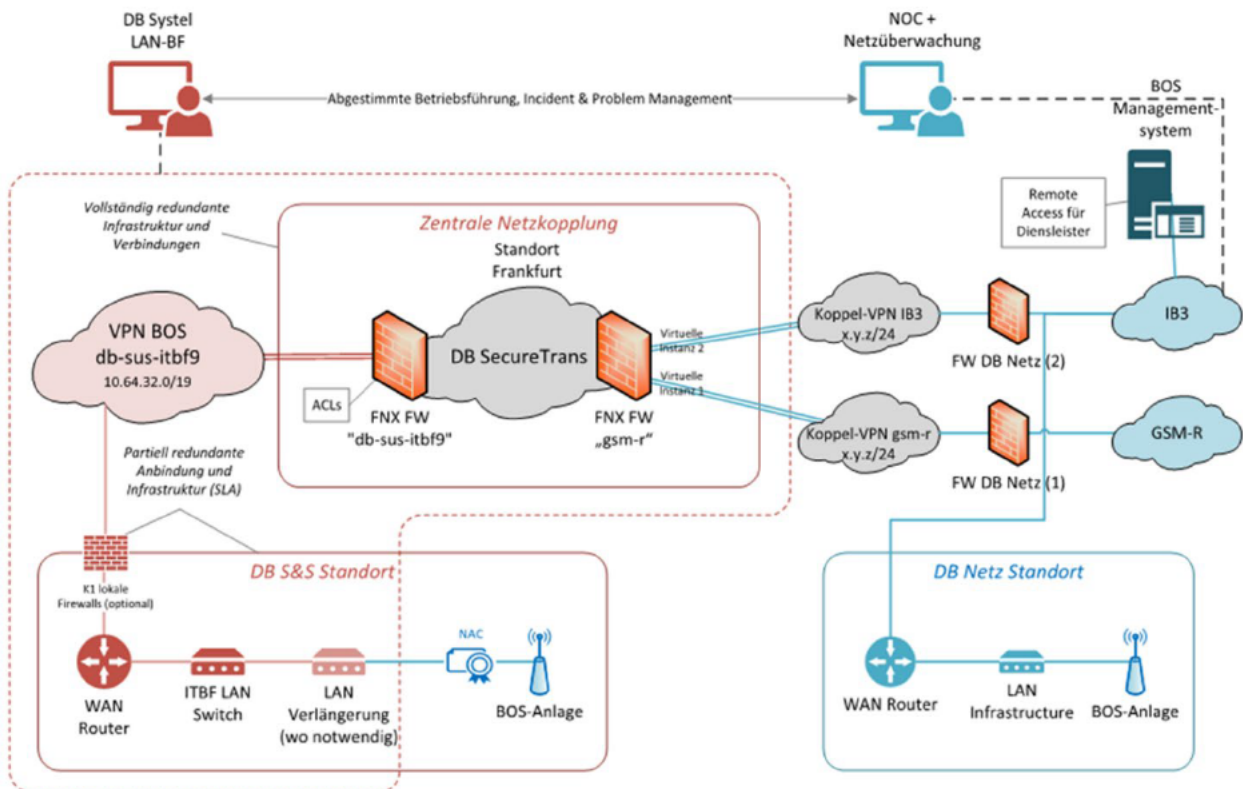 DB Systel
LAN-BF
NOC +
Netzüberwachung
Abgestimmte Betriebsführung, Incident & Problem Management
BOS
Management-
system
Remote
Access für
Diensleister
Vollständig redundante
Infrastruktur und
Verbindungen
Zentrale Netzkopplung
Standort
Frankfurt
VPN BOS
db-sus-itbf9
10.64.32.0/19
ACLs
FNX FW
"db-sus-itbf9"
DB SecureTrans
FNX FW
„gsm-r“
Virtuelle
Instanz 2
Virtuelle
Instanz 1
Koppel-VPN IB3
x.y.z/24
FW DB Netz (2)
IB3
Koppel-VPN gsm-r
x.y.z/24
FW DB Netz (1)
GSM-R
Partiell redundante
Anbindung und
Infrastruktur (SLA)
DB S&S Standort
K1 lokale
Firewalls (optional)
WAN
Router
ITBF LAN
Switch
LAN
Verlängerung
(wo notwendig)
NAC
BOS-Anlage
DB Netz Standort
WAN Router
LAN
Infrastructure
BOS-Anlage